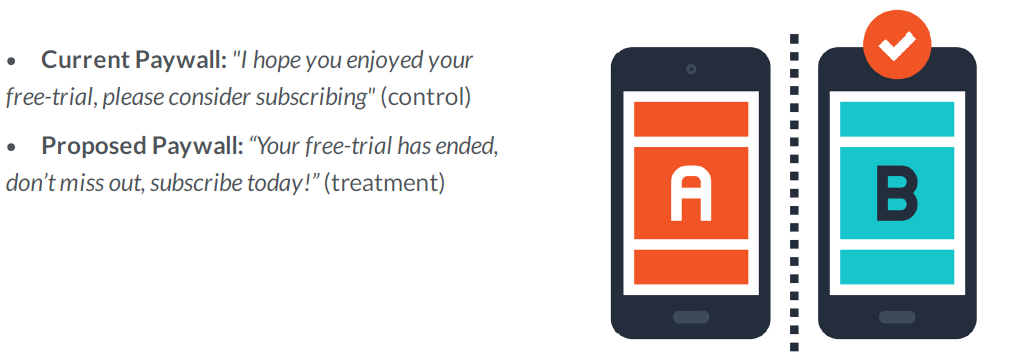 • Current Paywall: "I hope you enjoyed your
free-trial, please consider subscribing" (control)
• Proposed Paywall: “Your free-trial has ended,
don’t miss out, subscribe today!” (treatment)
A
B